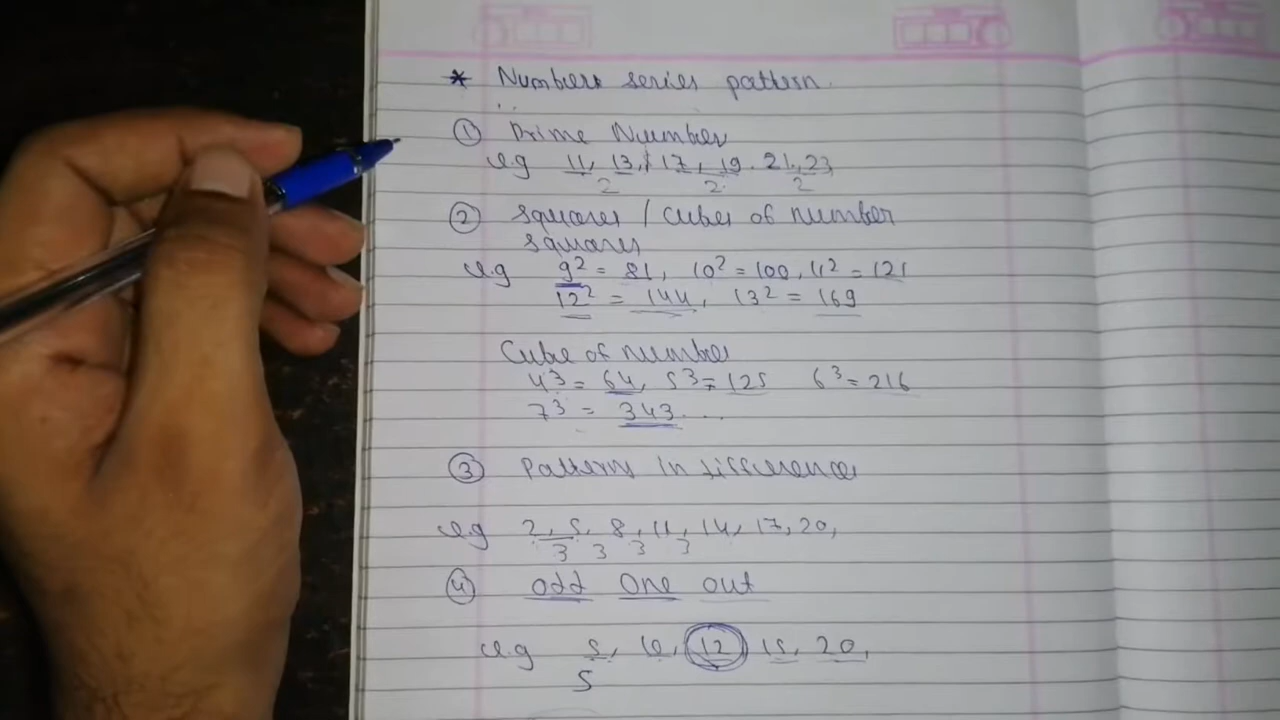 * Number series pattern.
① Prime Number
e.g 11, 13, 17, 19. 21, 23
2 2. 2
② Squares / Cubes of number
squares
e.g 9² = 81, 10² = 100, 11² = 121
12² = 144, 13² = 169
Cube of number
4³ = 64, 5³ = 125 6³ = 216
7³ = 343....
③ Pattern in difference
e.g 2, 5, 8, 11, 14, 17, 20,
3 3 3 3
④ odd one out
e.g 5, 10, 12 15, 20,
5